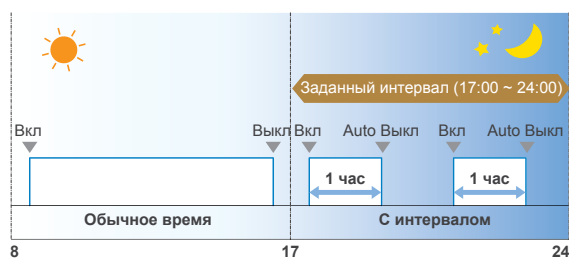 Заданный интервал (17:00 ~ 24:00)
Вкл Выкл Вкл Auto Выкл Вкл Auto Выкл
1 час 1 час
Обычное время С интервалом
8 17 24